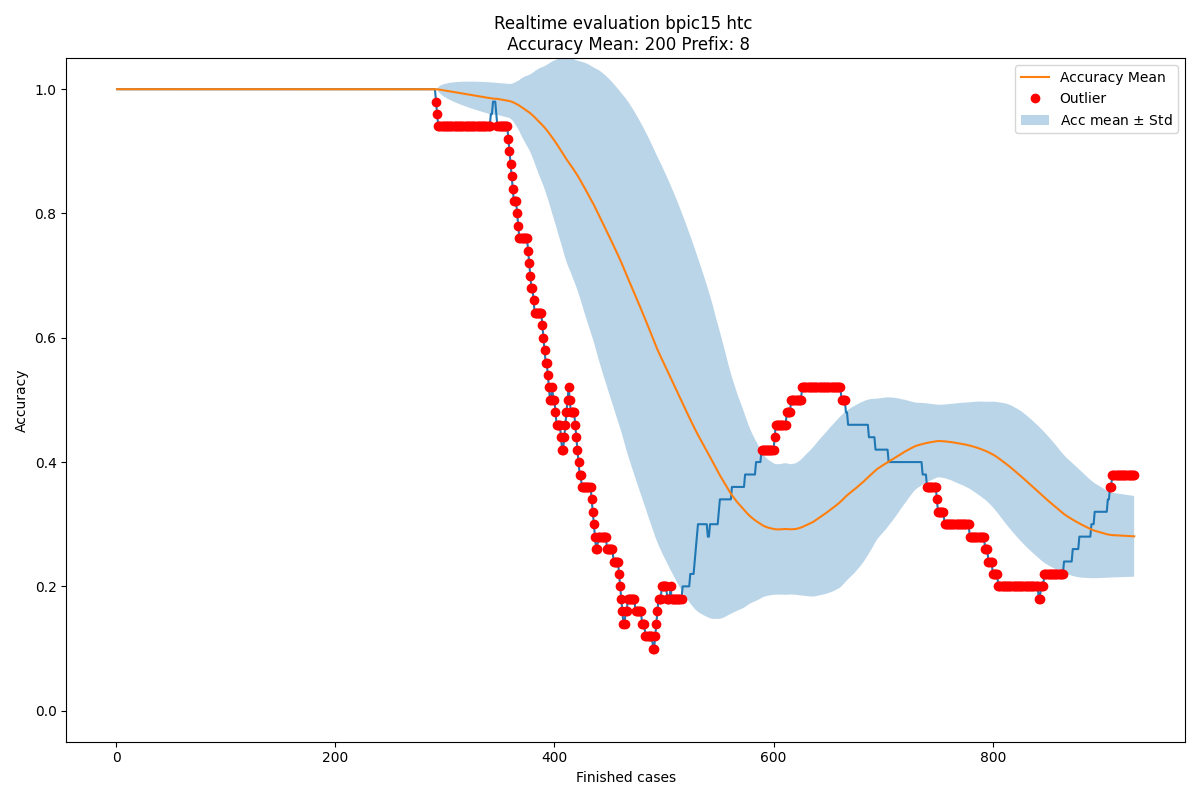 Realtime evaluation bpic15 htc
Accuracy Mean: 200 Prefix: 8
Accuracy Mean
Outlier
Acc mean ± Std
1.0
0.8
0.6
0.4
0.2
0.0
Accuracy
0
200
400
600
800
Finished cases